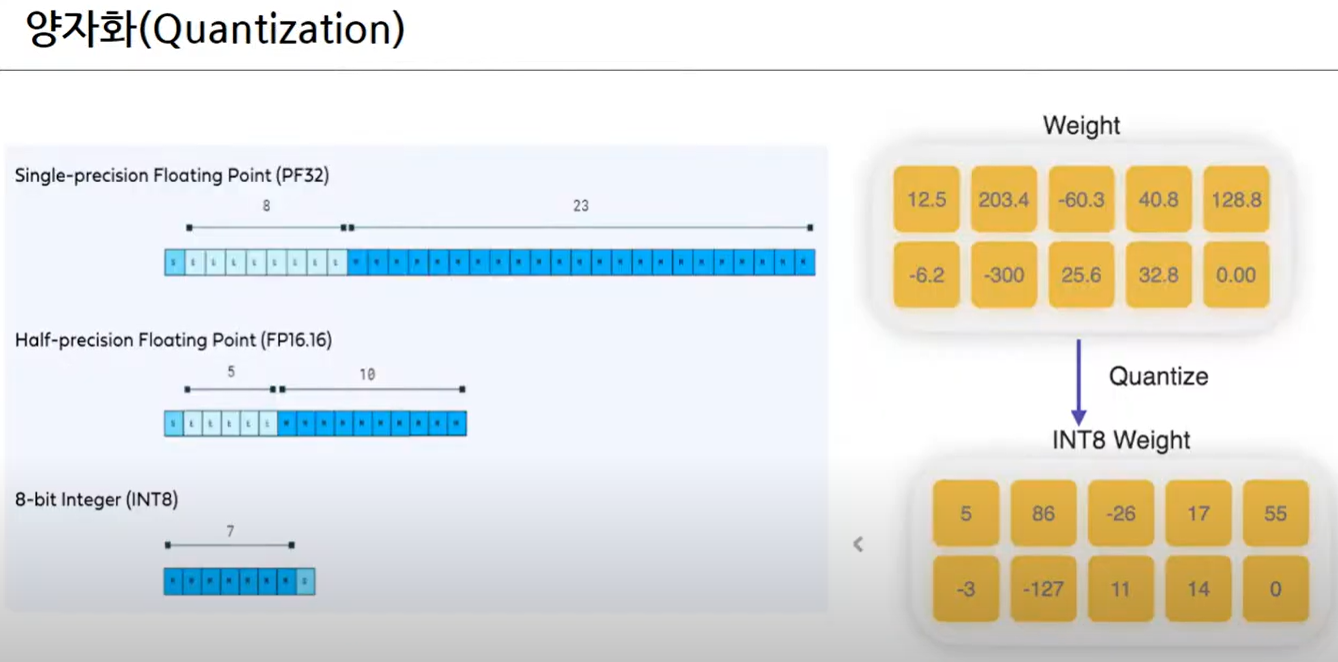 양자화(Quantization)
Single-precision Floating Point (PF32)
8 23
S E E E E E E E E M M M M M M M M M M M M M M M M M M M M M M M
Half-precision Floating Point (FP16.16)
5 10
S E E E E E M M M M M M M M M M
8-bit Integer (INT8)
7
M M M M M M M S
Weight
12.5 203.4 -60.3 40.8 128.8
-6.2 -300 25.6 32.8 0.00
Quantize
INT8 Weight
5 86 -26 17 55
-3 -127 11 14 0